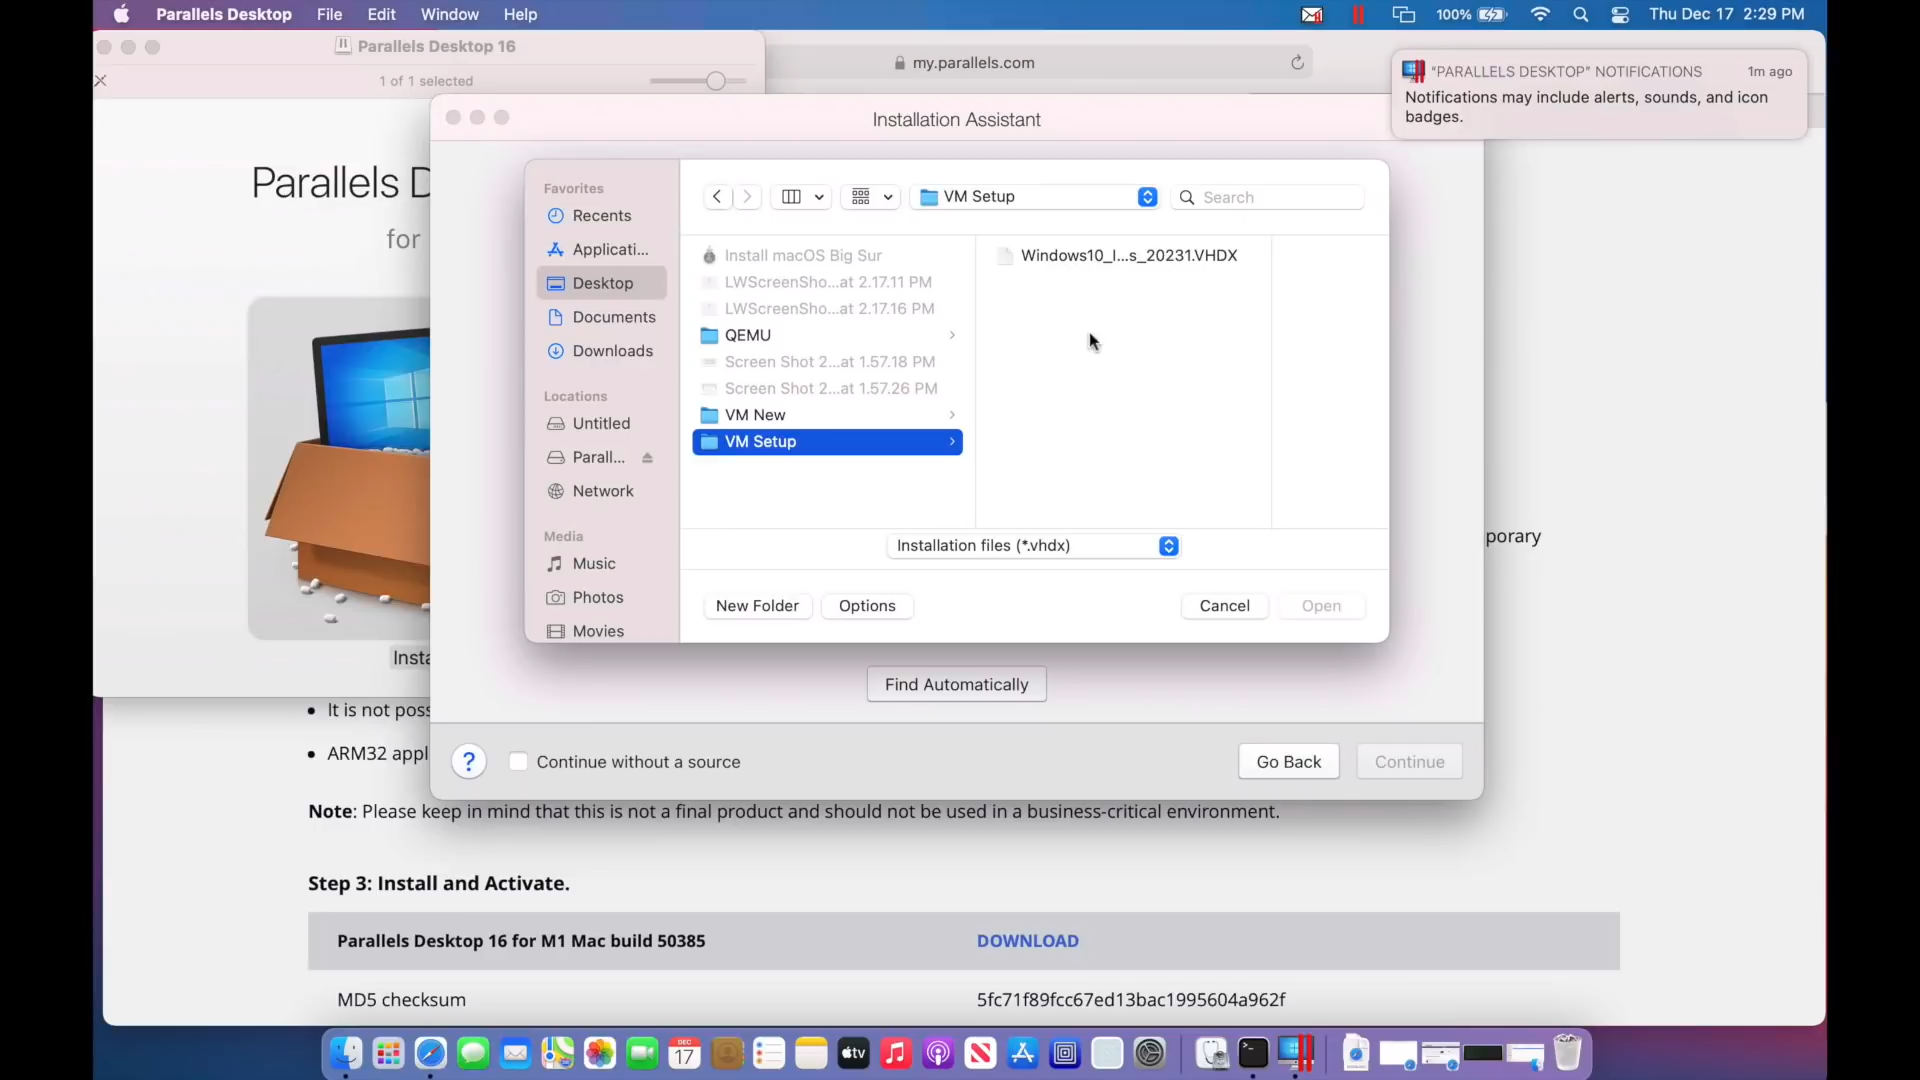 Parallels Desktop File Edit Window Help
100% Thu Dec 17 2:29 PM
Parallels Desktop 16
1 of 1 selected
my.parallels.com
"PARALLELS DESKTOP" NOTIFICATIONS 1m ago
Notifications may include alerts, sounds, and icon
badges.
Installation Assistant
Parallels D
for
Insta
Favorites
Recents
Applicati...
Desktop
Documents
Downloads
Locations
Untitled
Parall...
Network
Media
Music
Photos
Movies
VM Setup
Search
Install macOS Big Sur
LWScreenSho...at 2.17.11 PM
LWScreenSho...at 2.17.16 PM
QEMU
Screen Shot 2...at 1.57.18 PM
Screen Shot 2...at 1.57.26 PM
VM New
VM Setup
Windows10_I...s_20231.VHDX
Installation files (*.vhdx)
New Folder Options Cancel Open
Find Automatically
? Continue without a source Go Back Continue
porary
It is not poss
ARM32 appl
Note: Please keep in mind that this is not a final product and should not be used in a business-critical environment.
Step 3: Install and Activate.
Parallels Desktop 16 for M1 Mac build 50385 DOWNLOAD
MD5 checksum 5fc71f89fcc67ed13bac1995604a962f
DEC
17
tv